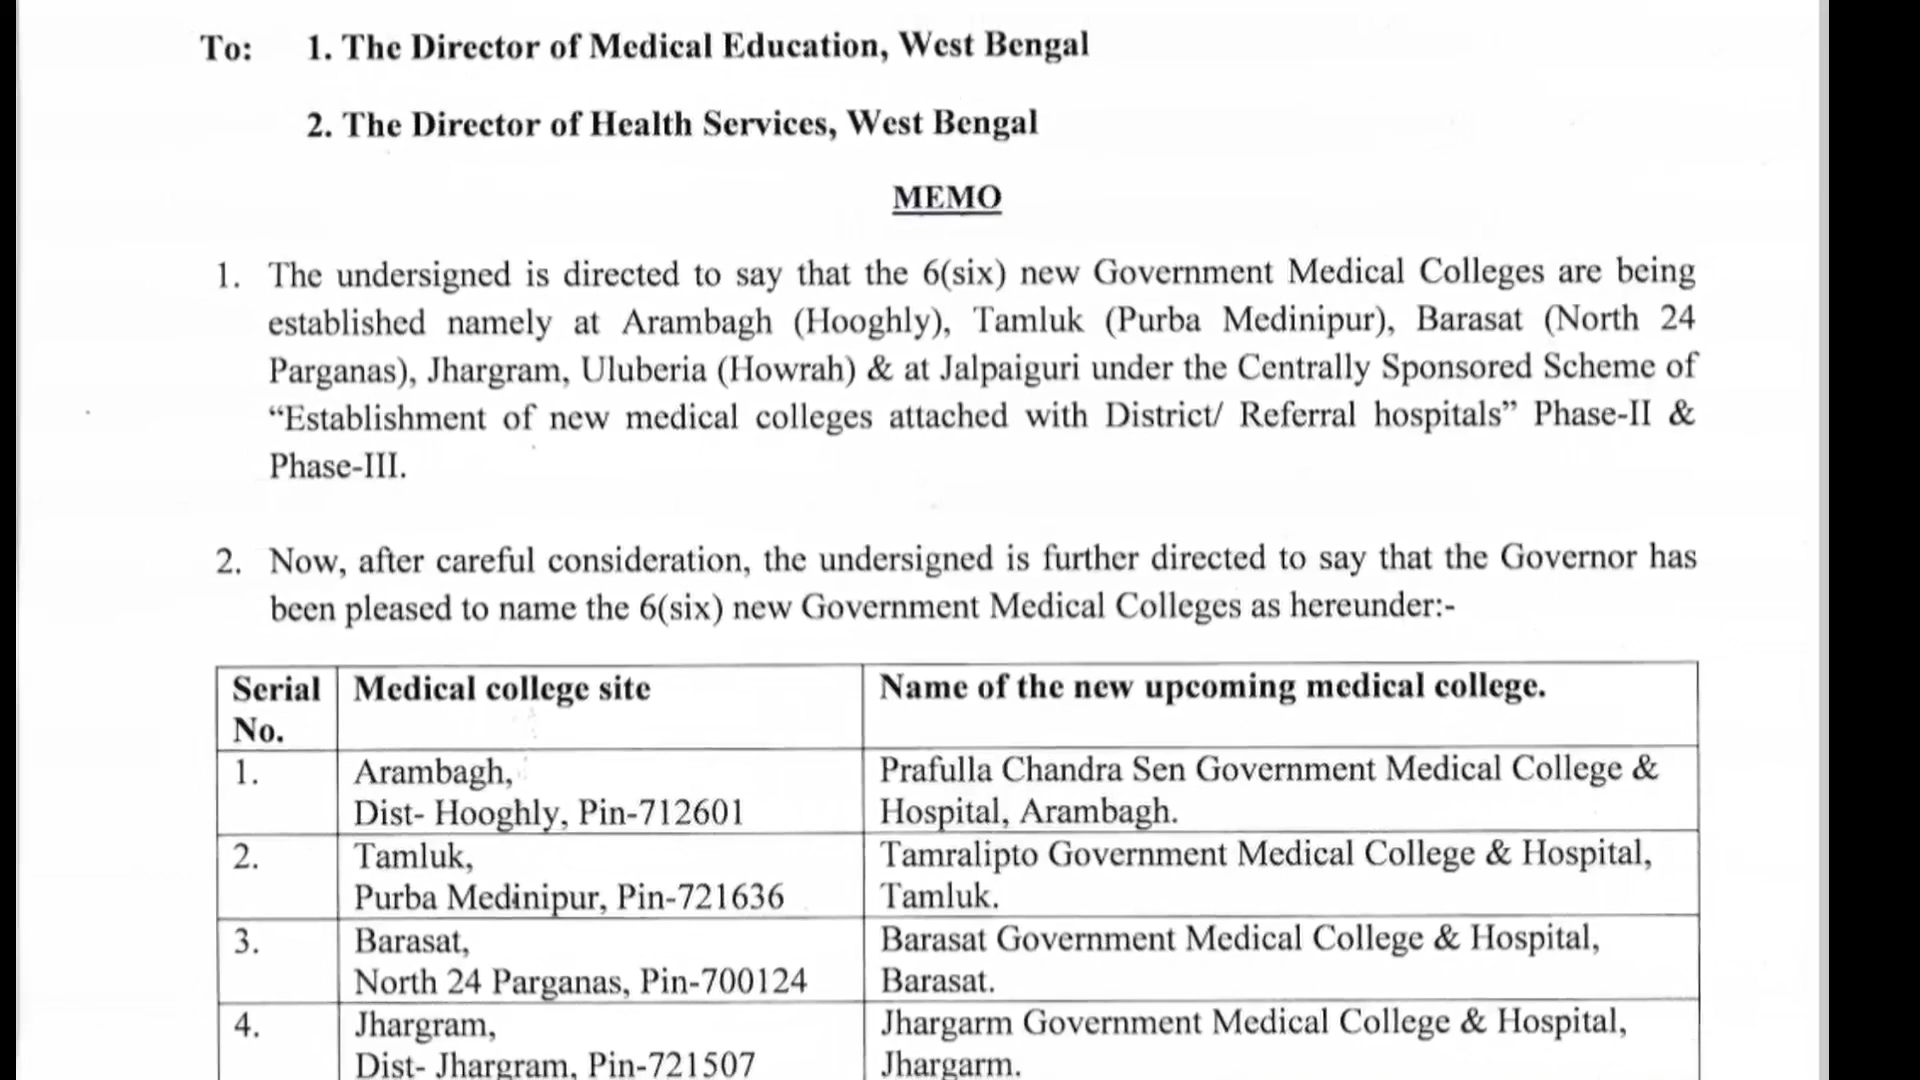 To: 1. The Director of Medical Education, West Bengal
2. The Director of Health Services, West Bengal
MEMO
1. The undersigned is directed to say that the 6(six) new Government Medical Colleges are being
established namely at Arambagh (Hooghly), Tamluk (Purba Medinipur), Barasat (North 24
Parganas), Jhargram, Uluberia (Howrah) & at Jalpaiguri under the Centrally Sponsored Scheme of
“Establishment of new medical colleges attached with District/ Referral hospitals” Phase-II &
Phase-III.
2. Now, after careful consideration, the undersigned is further directed to say that the Governor has
been pleased to name the 6(six) new Government Medical Colleges as hereunder:-
Serial No. Medical college site Name of the new upcoming medical college.
1. Arambagh, Prafulla Chandra Sen Government Medical College &
Dist- Hooghly, Pin-712601 Hospital, Arambagh.
2. Tamluk, Tamralipto Government Medical College & Hospital,
Purba Medinipur, Pin-721636 Tamluk.
3. Barasat, Barasat Government Medical College & Hospital,
North 24 Parganas, Pin-700124 Barasat.
4. Jhargram, Jhargarm Government Medical College & Hospital,
Dist- Jhargram, Pin-721507 Jhargarm.